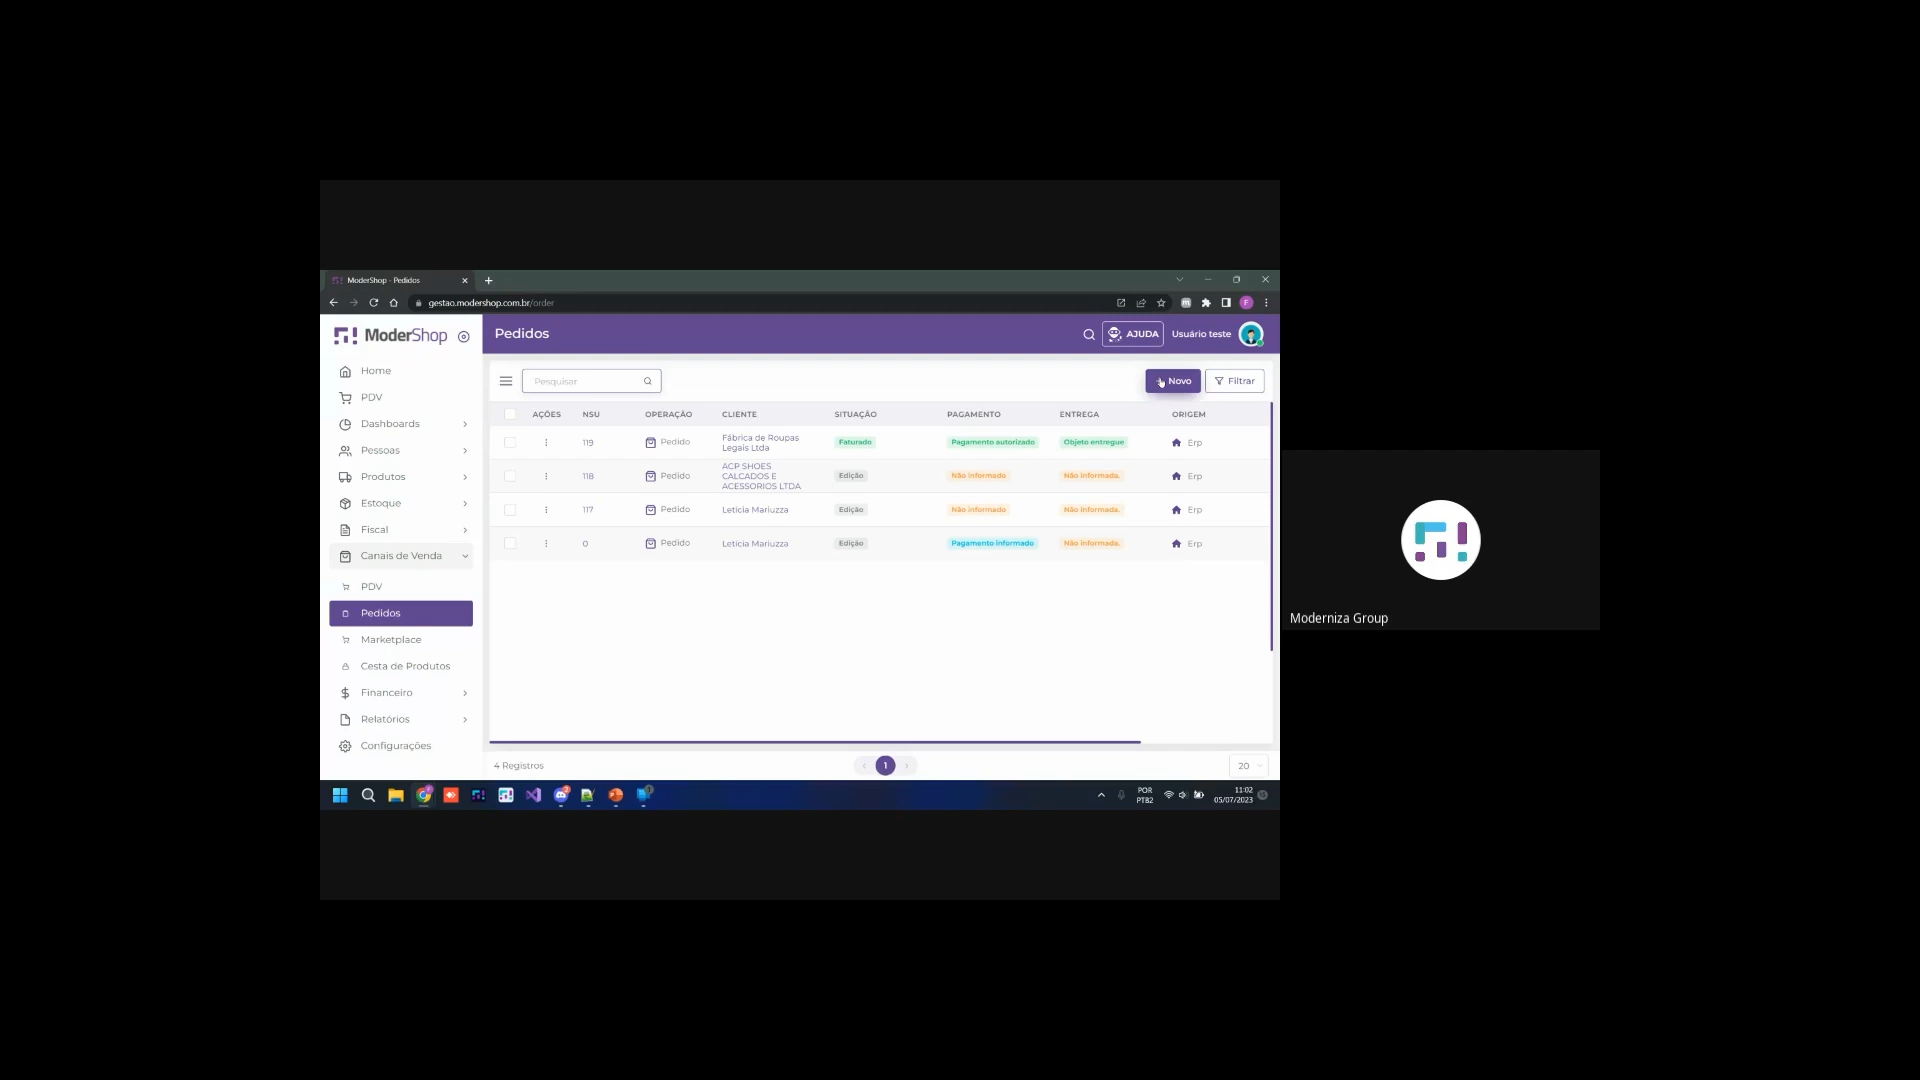 ModerShop - Pedidos
gestao.modershop.com.br/order
ModerShop
Pedidos
AJUDA
Usuário teste
Home
PDV
Dashboards
Pessoas
Produtos
Estoque
Fiscal
Canais de Venda
PDV
Pedidos
Marketplace
Cesta de Produtos
Financeiro
Relatórios
Configurações
Pesquisar
Novo
Filtrar
AÇÕES NSU OPERAÇÃO CLIENTE SITUAÇÃO PAGAMENTO ENTREGA ORIGEM
119 Pedido Fábrica de Roupas Legais Ltda Faturado Pagamento autorizado Objeto entregue Erp
118 Pedido ACP SHOES CALCADOS E ACESSORIOS LTDA Edição Não informado Não informada. Erp
117 Pedido Leticia Mariuzza Edição Não informado Não informada. Erp
0 Pedido Leticia Mariuzza Edição Pagamento informado Não informada. Erp
4 Registros
1
20
POR
PTB2
11:02
05/07/2023
Moderniza Group